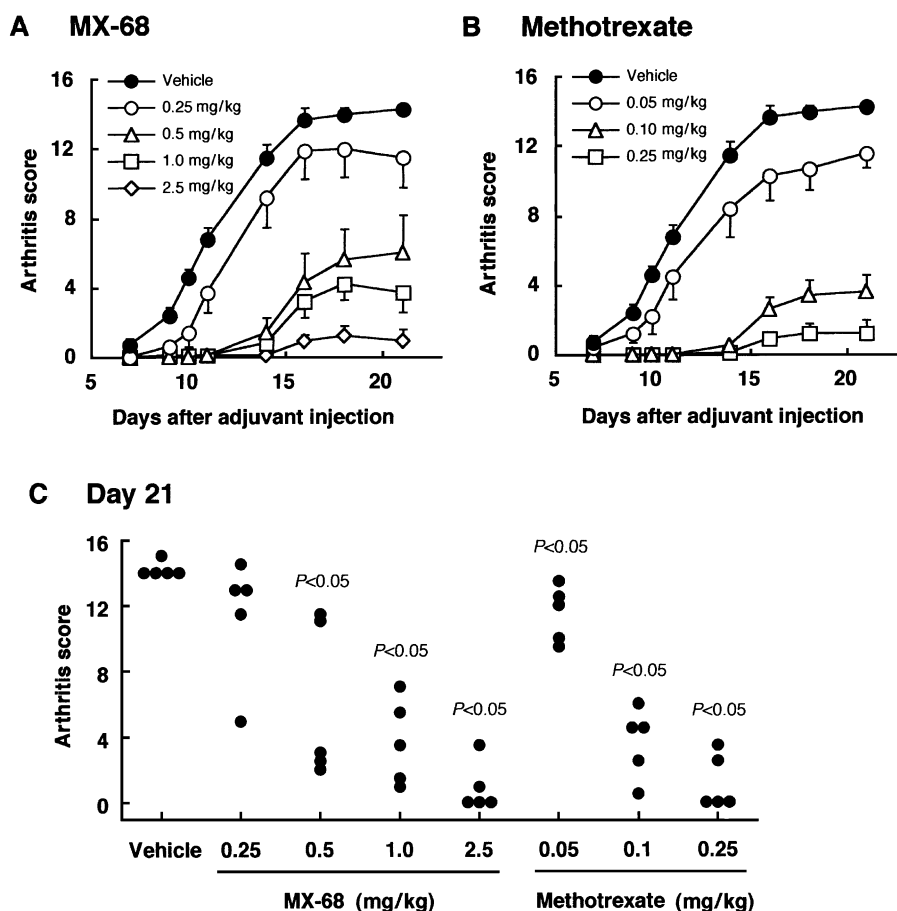 A MX-68
16
12
8
4
0
Arthritis score
Vehicle
0.25 mg/kg
0.5 mg/kg
1.0 mg/kg
2.5 mg/kg
5 10 15 20
Days after adjuvant injection
B Methotrexate
16
12
8
4
0
Arthritis score
Vehicle
0.05 mg/kg
0.10 mg/kg
0.25 mg/kg
5 10 15 20
Days after adjuvant injection
C Day 21
16
12
8
4
0
Arthritis score
P<0.05
P<0.05
P<0.05
P<0.05
P<0.05
P<0.05
Vehicle 0.25 0.5 1.0 2.5 0.05 0.1 0.25
MX-68 (mg/kg) Methotrexate (mg/kg)